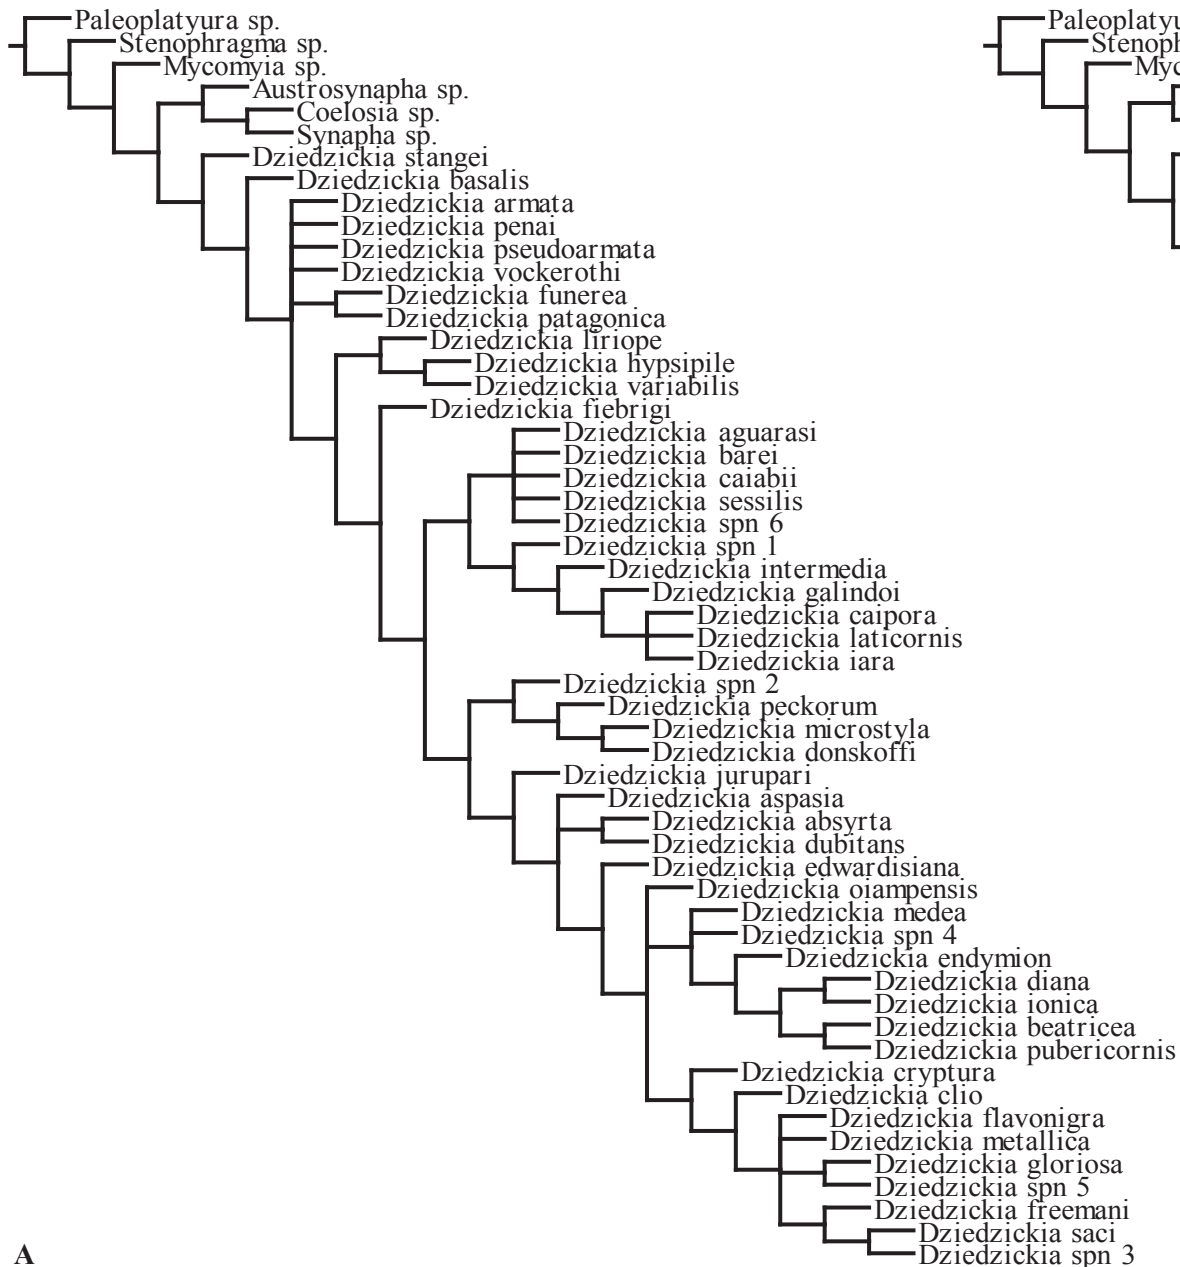 Paleoplatyura sp.
Stenophragma sp.
Mycomyia sp.
Austrosynapha sp.
Coelosia sp.
Synapha sp.
Dziedzickia stangei
Dziedzickia basalis
Dziedzickia armata
Dziedzickia penai
Dziedzickia pseudoarmata
Dziedzickia vockerothi
Dziedzickia funerea
Dziedzickia patagonica
Dziedzickia liriope
Dziedzickia hypsipile
Dziedzickia variabilis
Dziedzickia fiebrigi
Dziedzickia aguarasi
Dziedzickia barei
Dziedzickia caiabii
Dziedzickia sessilis
Dziedzickia spn 6
Dziedzickia spn 1
Dziedzickia intermedia
Dziedzickia galindoi
Dziedzickia caipora
Dziedzickia laticornis
Dziedzickia iara
Dziedzickia spn 2
Dziedzickia peckorum
Dziedzickia microstyla
Dziedzickia donskoffi
Dziedzickia jurupari
Dziedzickia aspasia
Dziedzickia absyrta
Dziedzickia dubitans
Dziedzickia edwardisiana
Dziedzickia oiampensis
Dziedzickia medea
Dziedzickia spn 4
Dziedzickia endymion
Dziedzickia diana
Dziedzickia ionica
Dziedzickia beatricea
Dziedzickia pubericornis
Dziedzickia cryptura
Dziedzickia clio
Dziedzickia flavonigra
Dziedzickia metallica
Dziedzickia gloriosa
Dziedzickia spn 5
Dziedzickia freemani
Dziedzickia saci
Dziedzickia spn 3
A
Paleoplatyu
Stenoph
Myc